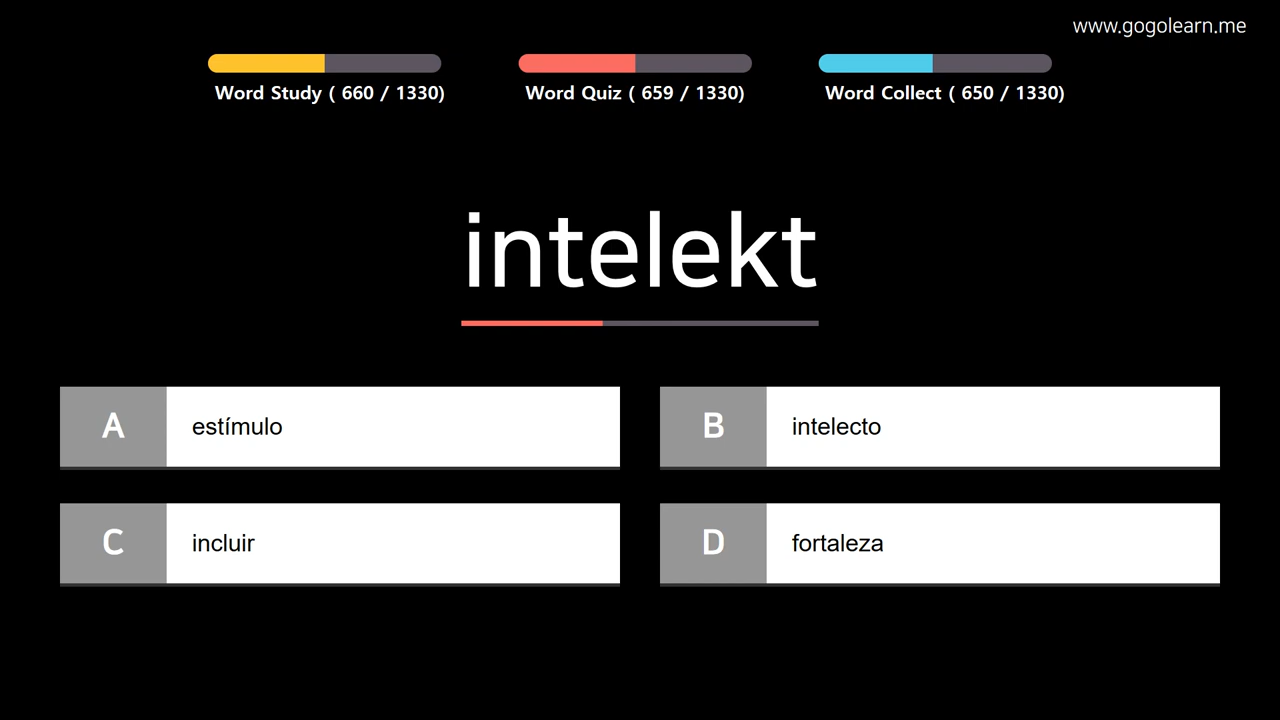 www.gogolearn.me
Word Study ( 660 / 1330)
Word Quiz ( 659 / 1330)
Word Collect ( 650 / 1330)
intelekt
A estímulo
B intelecto
C incluir
D fortaleza